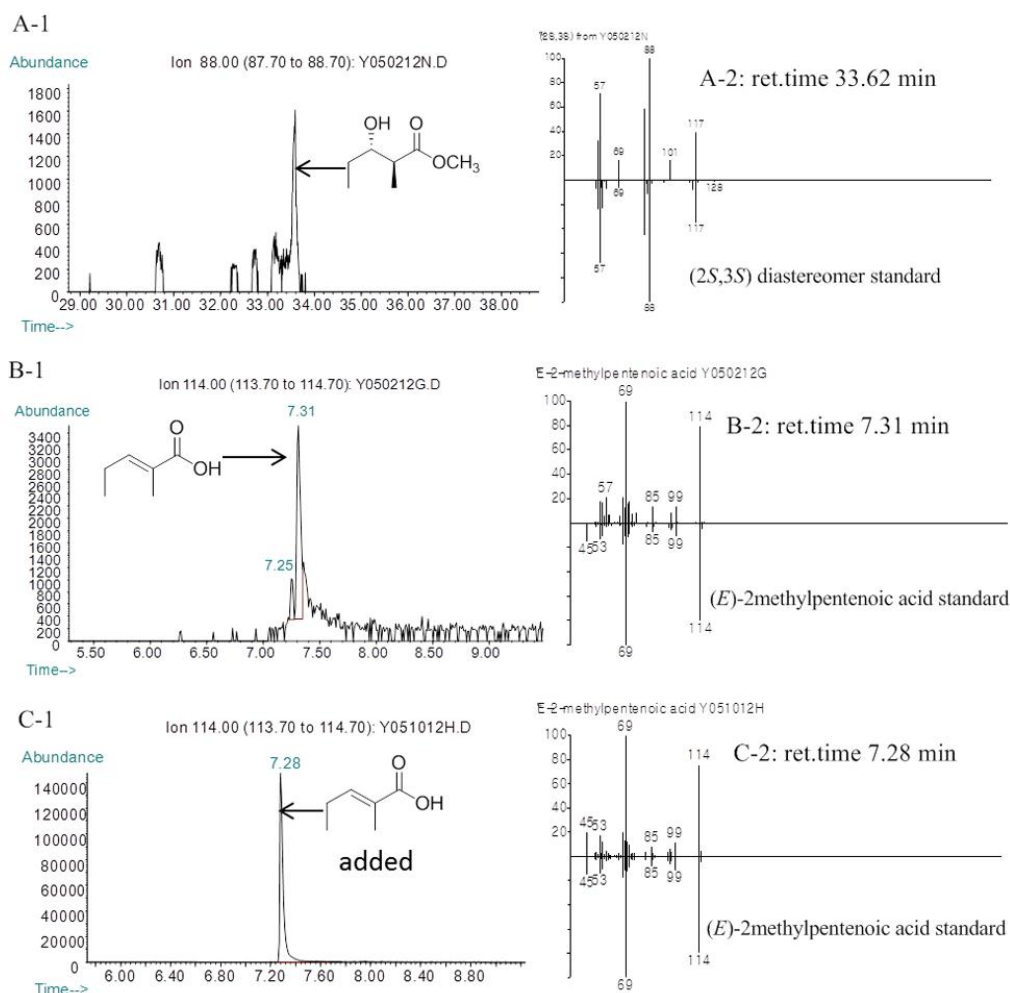 A-1
Abundance
Ion 88.00 (87.70 to 88.70): Y050212N.D
1800
1600
1400
1200
1000
800
600
400
200
0
OH
O
OCH3
29.00 30.00 31.00 32.00 33.00 34.00 35.00 36.00 37.00 38.00
Time-->
from Y050212N
100
80
60
40
20
57
69
88
101
117
A-2: ret.time 33.62 min
57
69
88
117
128
(2S,3S) diastereomer standard
B-1
Abundance
Ion 114.00 (113.70 to 114.70): Y050212G.D
7.31
7.25
3400
3200
3000
2800
2600
2400
2200
2000
1800
1600
1400
1200
1000
800
600
400
200
0
O
OH
5.50 6.00 6.50 7.00 7.50 8.00 8.50 9.00
Time-->
E-2-methylpentenoic acid Y050212G
100
80
60
40
20
57
69
85
99
114
B-2: ret.time 7.31 min
45
53
69
85
99
114
(E)-2methylpentenoic acid standard
C-1
Abundance
Ion 114.00 (113.70 to 114.70): Y051012H.D
7.28
140000
120000
100000
80000
60000
40000
20000
0
O
OH
added
6.00 6.40 6.80 7.20 7.60 8.00 8.40 8.80
Time-->
E-2-methylpentenoic acid Y051012H
100
80
60
40
20
45
53
69
85
99
114
C-2: ret.time 7.28 min
45
53
69
85
99
114
(E)-2methylpentenoic acid standard